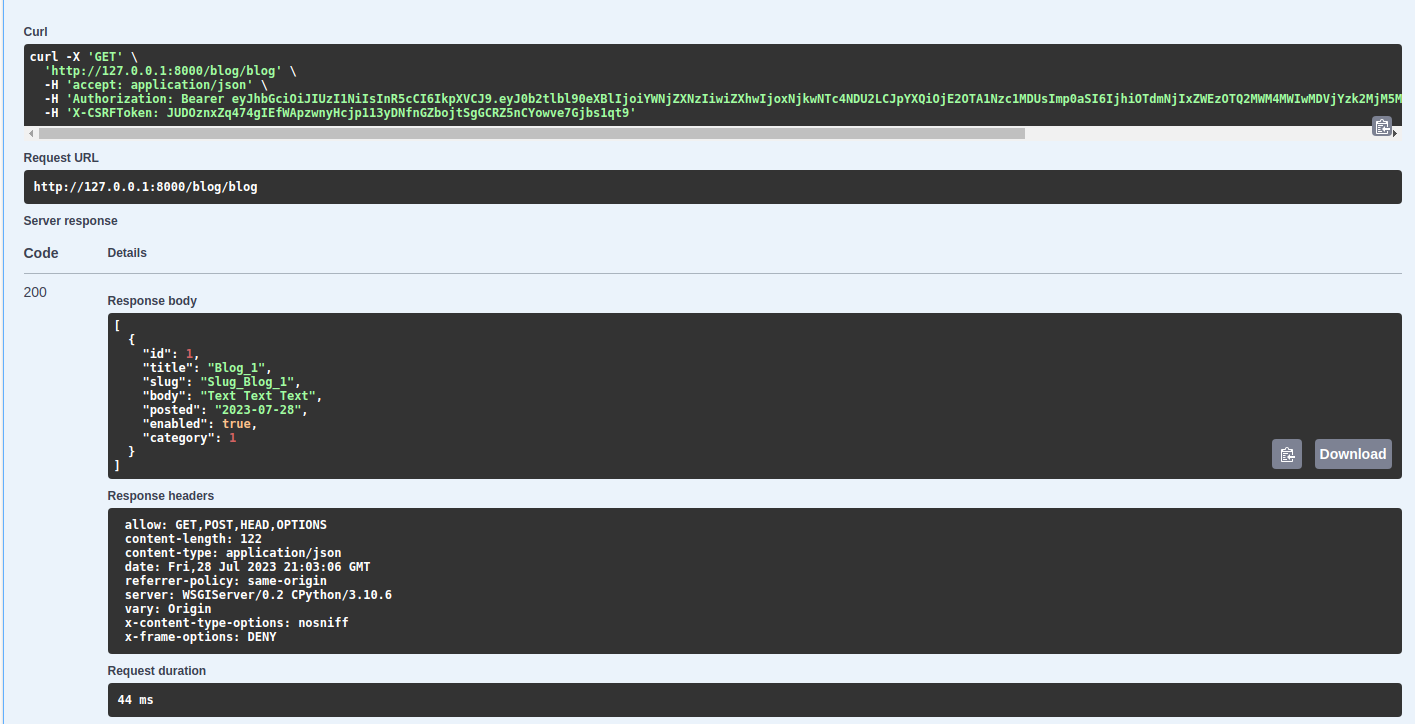 Curl
curl -X 'GET' \
  'http://127.0.0.1:8000/blog/blog' \
  -H 'accept: application/json' \
  -H 'Authorization: Bearer eyJhbGciOiJIUzI1NiIsInR5cCI6IkpXVCJ9.eyJ0b2tlbl90eXBlIjoiYWNjZXNzIiwiZXhwIjoxNjkwNTc4NDU2LCJpYXQiOjE2OTA1Nzc1MDUsImp0aSI6IjhiOTdmNjIxZWEzOTQ2MWM4MWIwMDVjYzk2MjM5M
  -H 'X-CSRFToken: JUDOznxZq474gIEfWApzwnyHcjp113yDNfnGZbojtSgGCRZ5nCYowve7Gjbs1qt9'
Request URL
http://127.0.0.1:8000/blog/blog
Server response
Code Details
200
Response body
[
  {
    "id": 1,
    "title": "Blog_1",
    "slug": "Slug_Blog_1",
    "body": "Text Text Text",
    "posted": "2023-07-28",
    "enabled": true,
    "category": 1
  }
]
Download
Response headers
allow: GET,POST,HEAD,OPTIONS
content-length: 122
content-type: application/json
date: Fri,28 Jul 2023 21:03:06 GMT
referrer-policy: same-origin
server: WSGIServer/0.2 CPython/3.10.6
vary: Origin
x-content-type-options: nosniff
x-frame-options: DENY
Request duration
44 ms